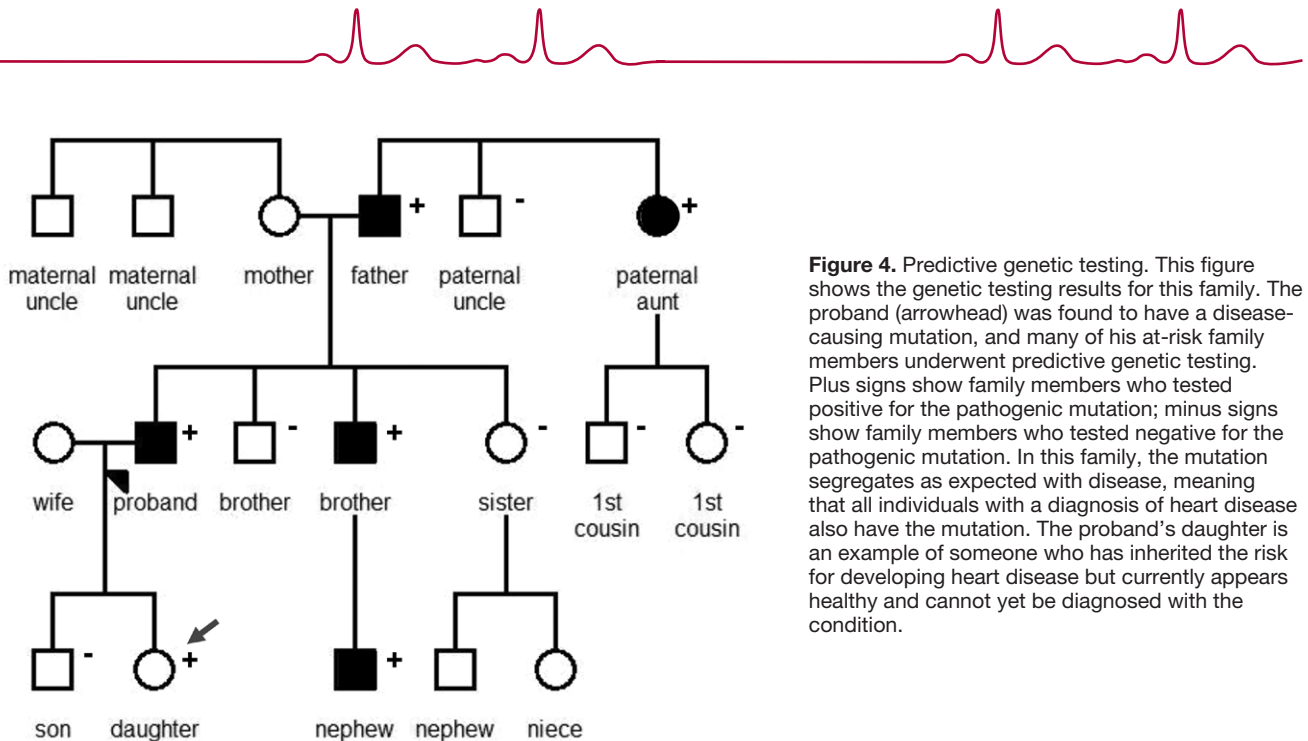 + - +
maternal maternal mother father paternal paternal
uncle uncle uncle aunt
+ - + - - -
wife proband brother brother sister 1st 1st
cousin cousin
- + +
son daughter nephew nephew niece
Figure 4. Predictive genetic testing. This figure
shows the genetic testing results for this family. The
proband (arrowhead) was found to have a disease-
causing mutation, and many of his at-risk family
members underwent predictive genetic testing.
Plus signs show family members who tested
positive for the pathogenic mutation; minus signs
show family members who tested negative for the
pathogenic mutation. In this family, the mutation
segregates as expected with disease, meaning
that all individuals with a diagnosis of heart disease
also have the mutation. The proband’s daughter is
an example of someone who has inherited the risk
for developing heart disease but currently appears
healthy and cannot yet be diagnosed with the
condition.